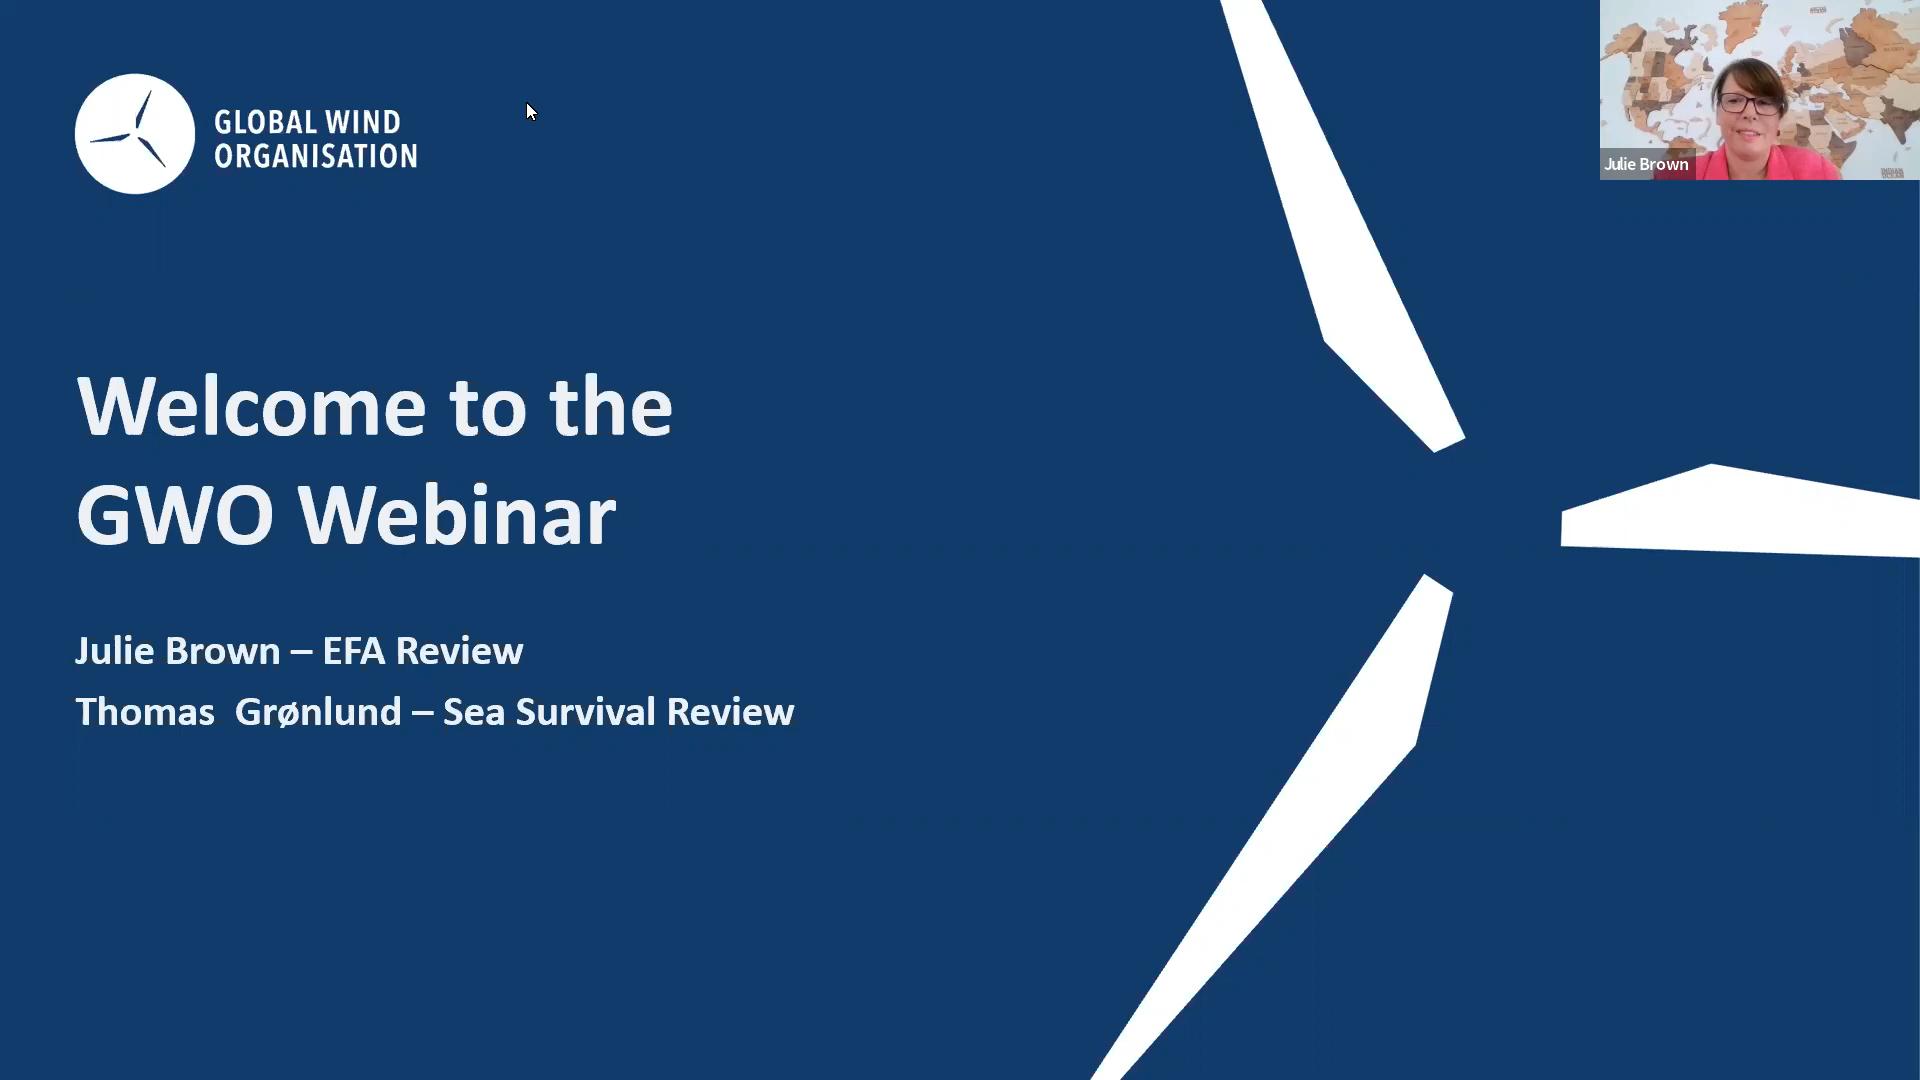 GLOBAL WIND
ORGANISATION
Julie Brown
Welcome to the
GWO Webinar
Julie Brown – EFA Review
Thomas  Grønlund – Sea Survival Review